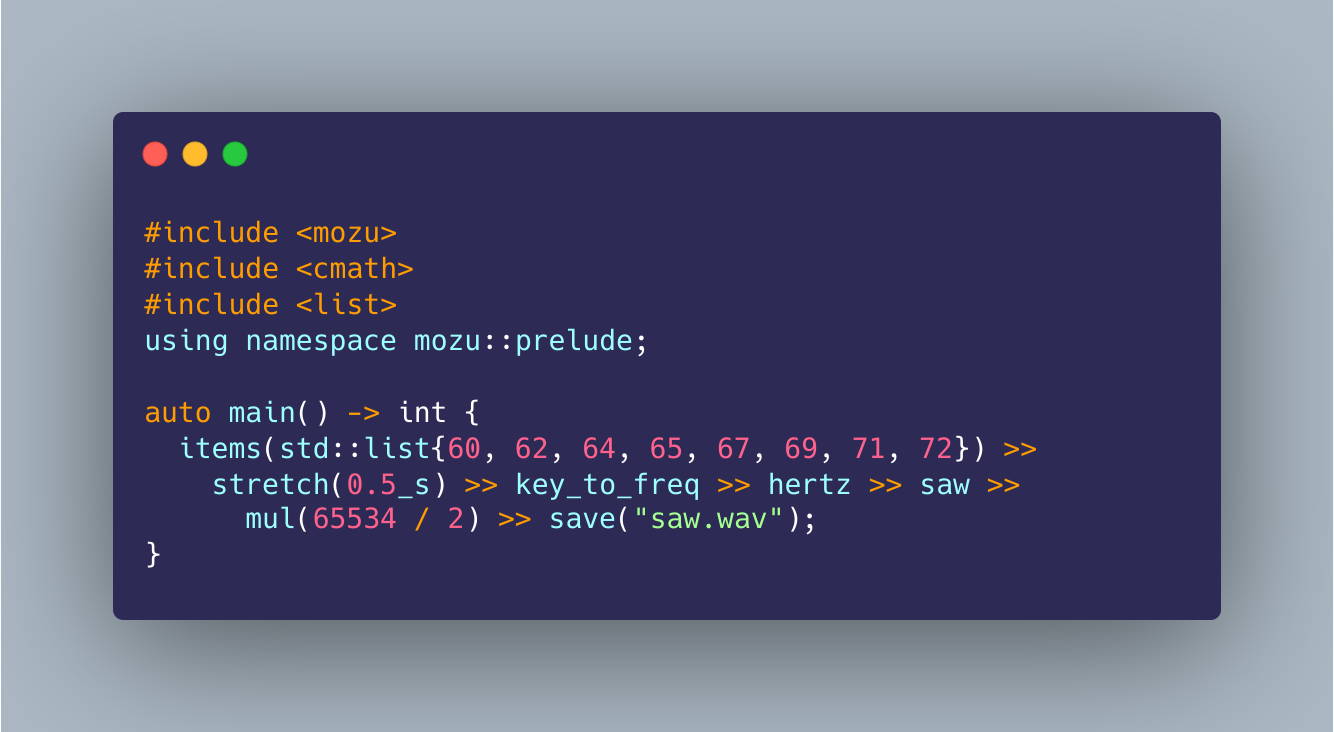 #include <mozu>
#include <cmath>
#include <list>
using namespace mozu::prelude;
auto main() -> int {
  items(std::list{60, 62, 64, 65, 67, 69, 71, 72}) >>
    stretch(0.5_s) >> key_to_freq >> hertz >> saw >>
      mul(65534 / 2) >> save("saw.wav");
}